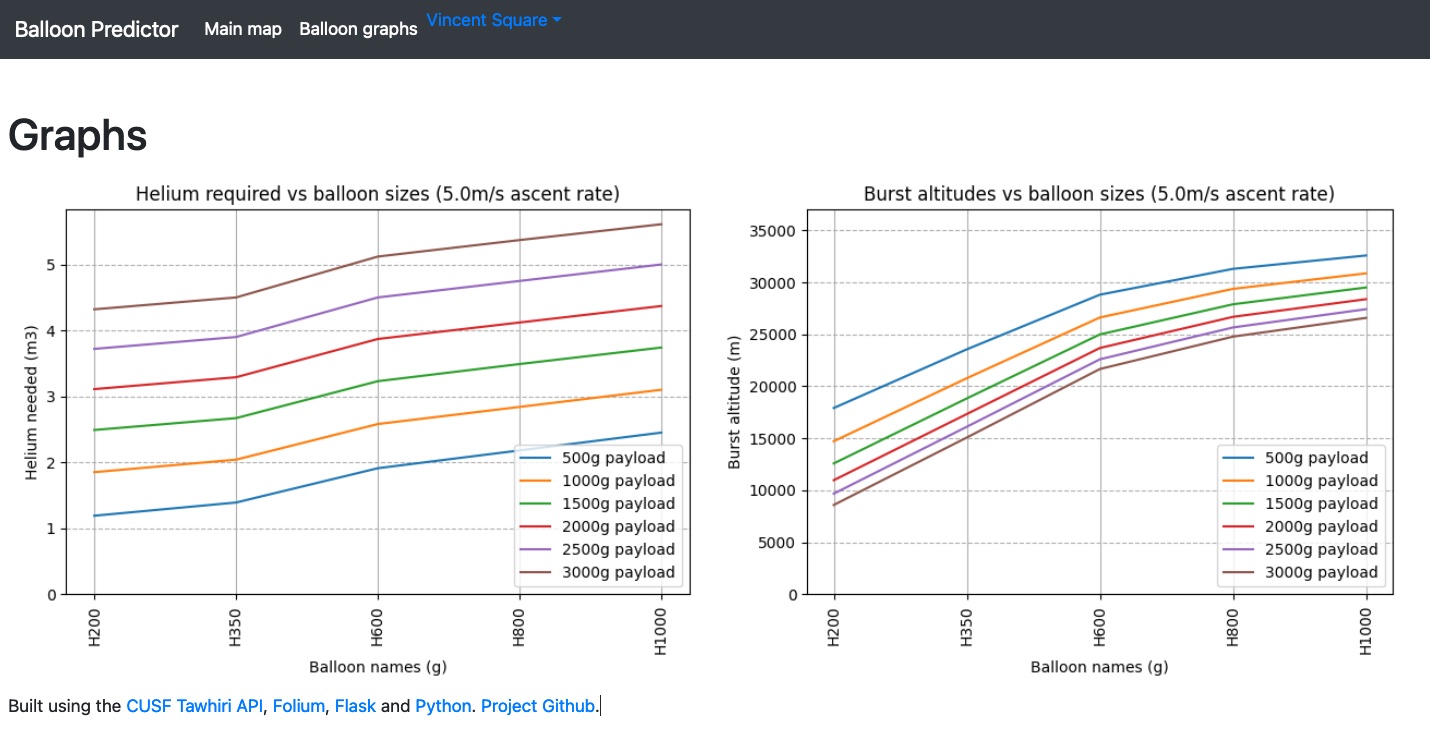 Balloon Predictor Main map Balloon graphs Vincent Square
Graphs
Helium required vs balloon sizes (5.0m/s ascent rate)
Helium needed (m3)
5
4
3
2
1
0
500g payload
1000g payload
1500g payload
2000g payload
2500g payload
3000g payload
H200 H350 H600 H800 H1000
Balloon names (g)
Burst altitudes vs balloon sizes (5.0m/s ascent rate)
Burst altitude (m)
35000
30000
25000
20000
15000
10000
5000
0
500g payload
1000g payload
1500g payload
2000g payload
2500g payload
3000g payload
H200 H350 H600 H800 H1000
Balloon names (g)
Built using the CUSF Tawhiri API, Folium, Flask and Python. Project Github.